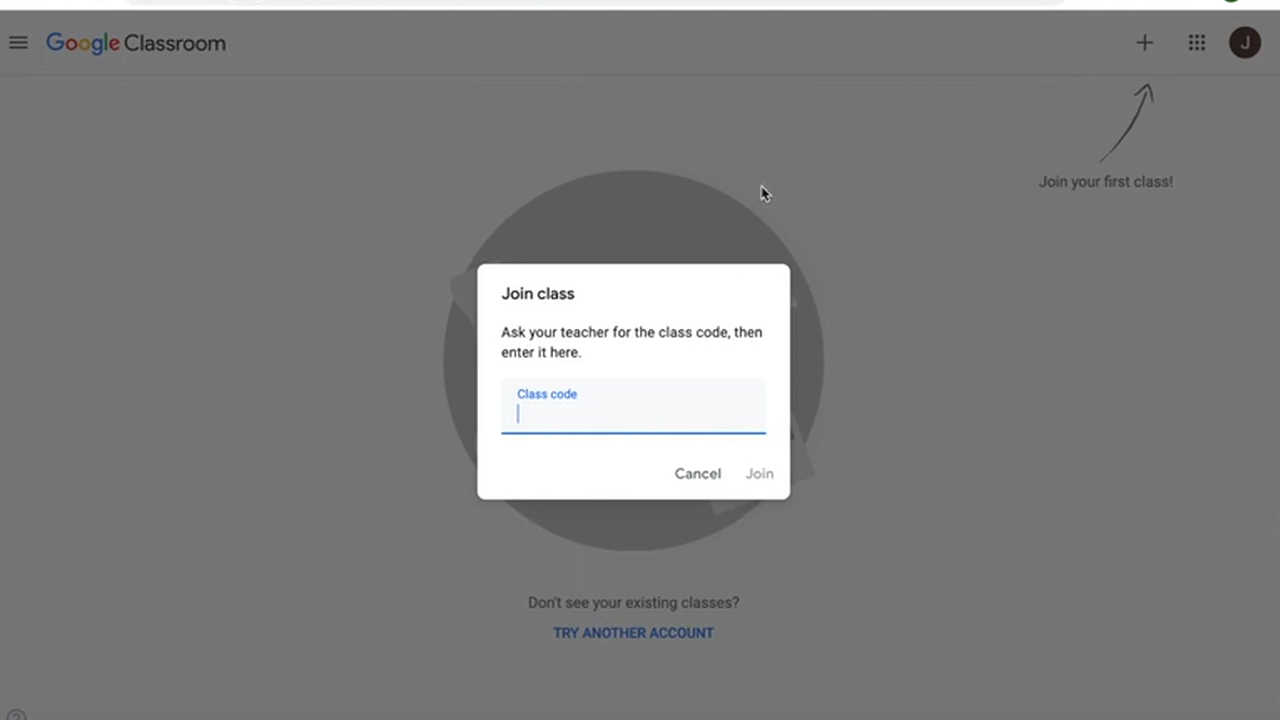 Google Classroom
J
Join your first class!
Join class
Ask your teacher for the class code, then
enter it here.
Class code
Cancel Join
Don't see your existing classes?
TRY ANOTHER ACCOUNT